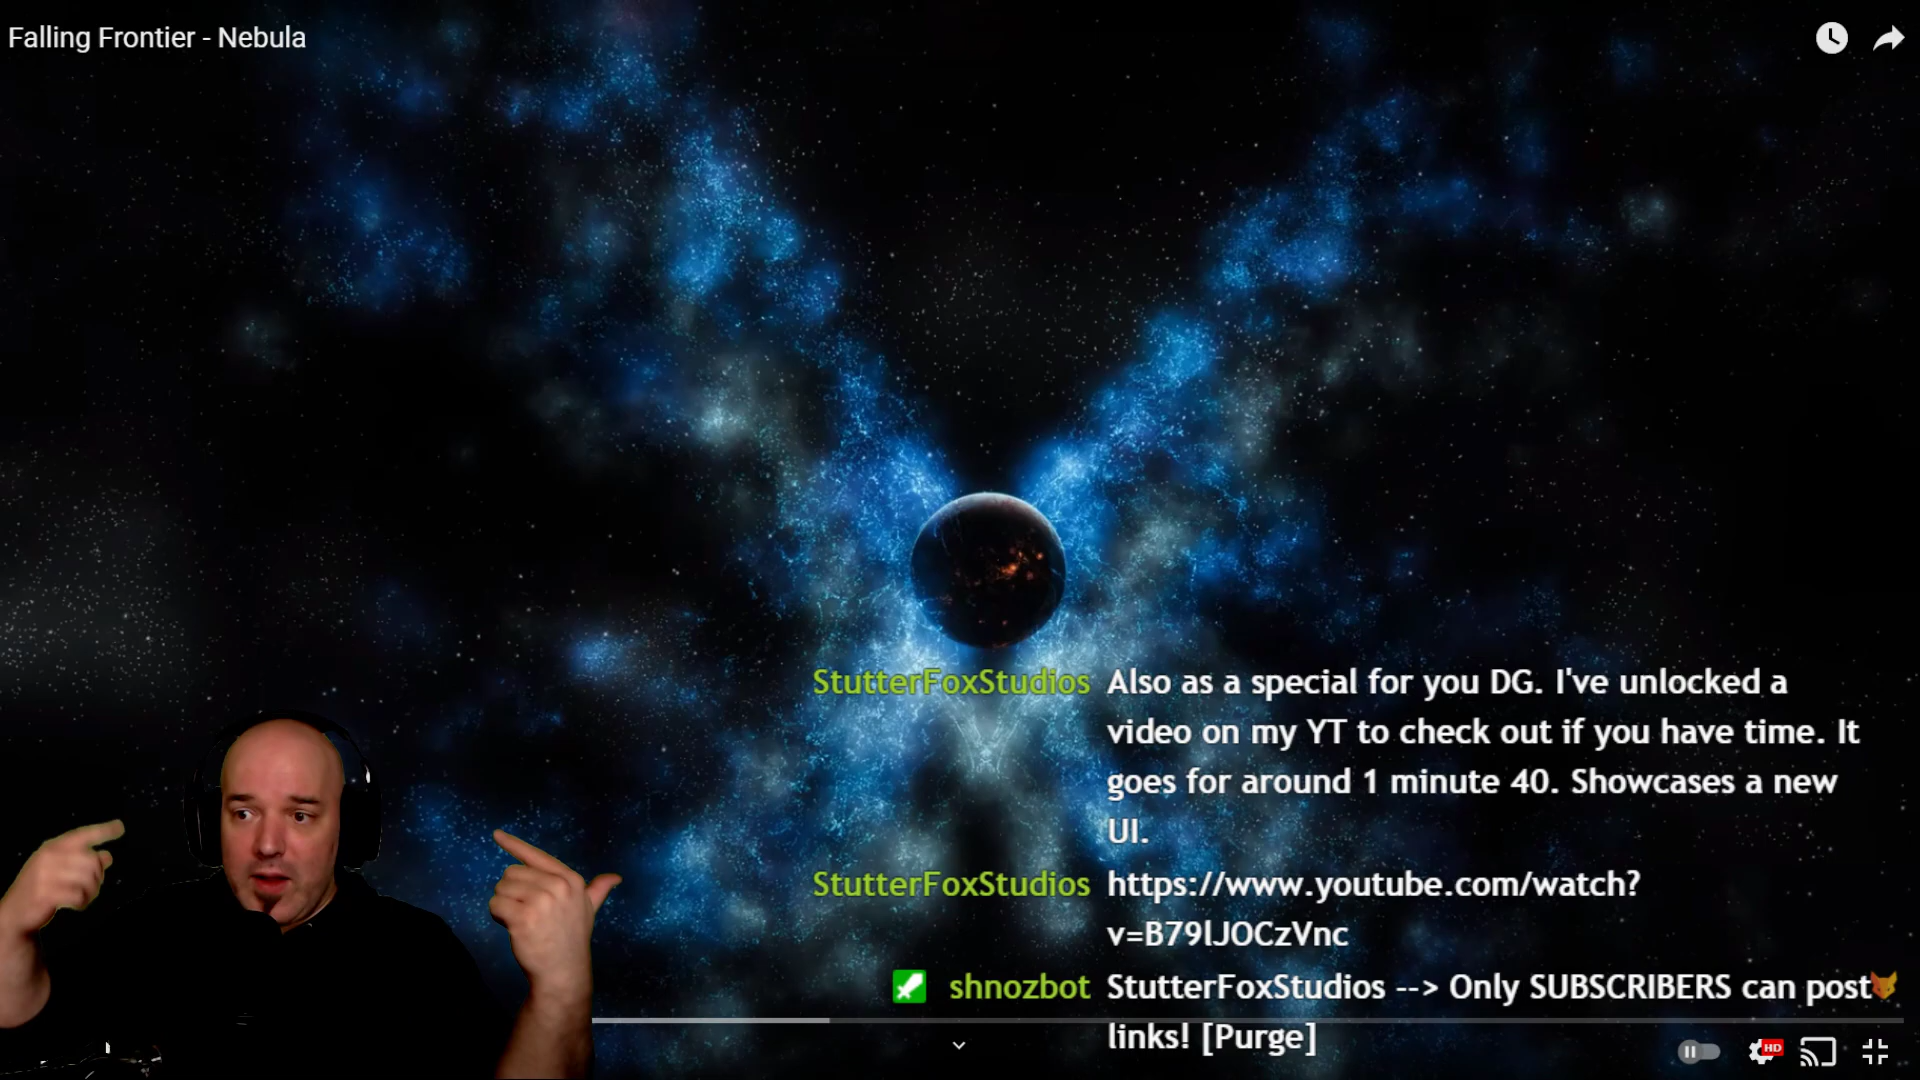 Falling Frontier - Nebula
StutterFoxStudios Also as a special for you DG. I've unlocked a
video on my YT to check out if you have time. It
goes for around 1 minute 40. Showcases a new
UI.
StutterFoxStudios https://www.youtube.com/watch?
v=B79lJOCzVnc
shnozbot StutterFoxStudios --> Only SUBSCRIBERS can post
links! [Purge]
HD